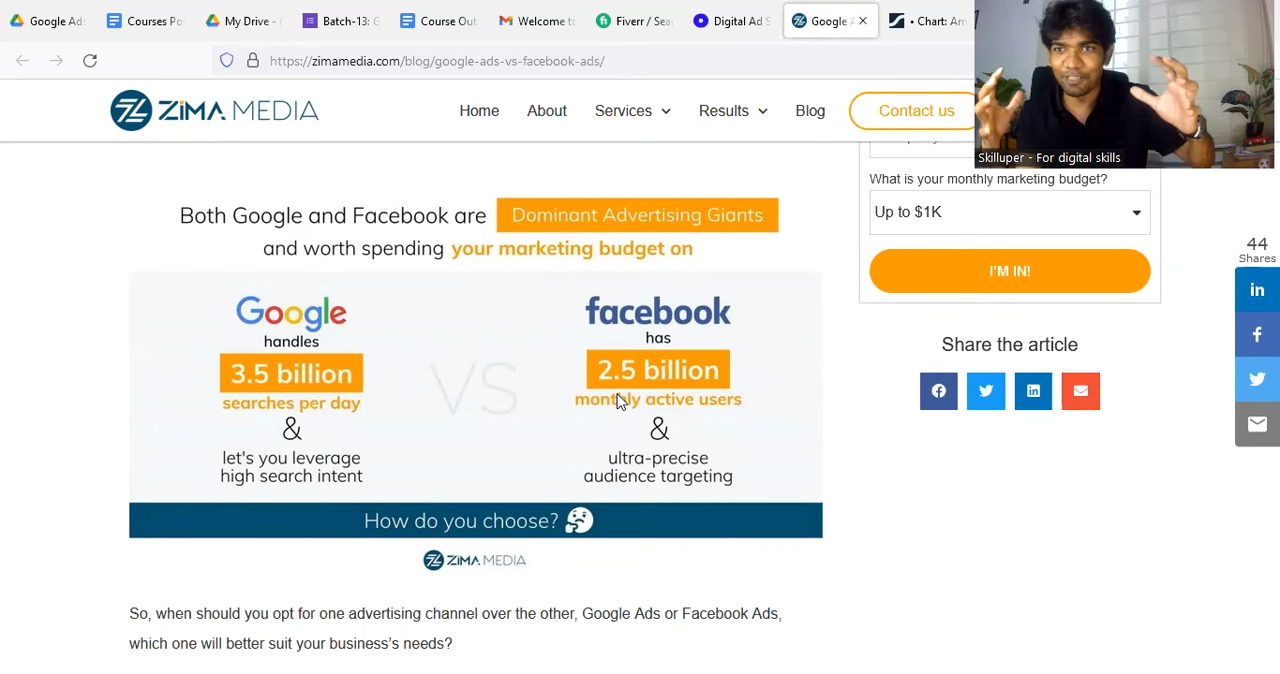 Google Ads
Courses Po
My Drive - (
Batch-13: G
Course Out
Welcome to
Fiverr / Sea
Digital Ad S
Google A
• Chart: Am
https://zimamedia.com/blog/google-ads-vs-facebook-ads/
ZIMA MEDIA
Home
About
Services
Results
Blog
Contact us
Skilluper - For digital skills
What is your monthly marketing budget?
Up to $1K
I'M IN!
44
Shares
Both Google and Facebook are Dominant Advertising Giants
and worth spending your marketing budget on
Google
handles
3.5 billion
searches per day
&
let's you leverage
high search intent
VS
facebook
has
2.5 billion
monthly active users
&
ultra-precise
audience targeting
How do you choose?
ZIMA MEDIA
Share the article
So, when should you opt for one advertising channel over the other, Google Ads or Facebook Ads,
which one will better suit your business's needs?